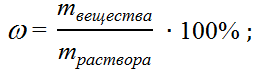 ω = m вещества / m раствора · 100% ;